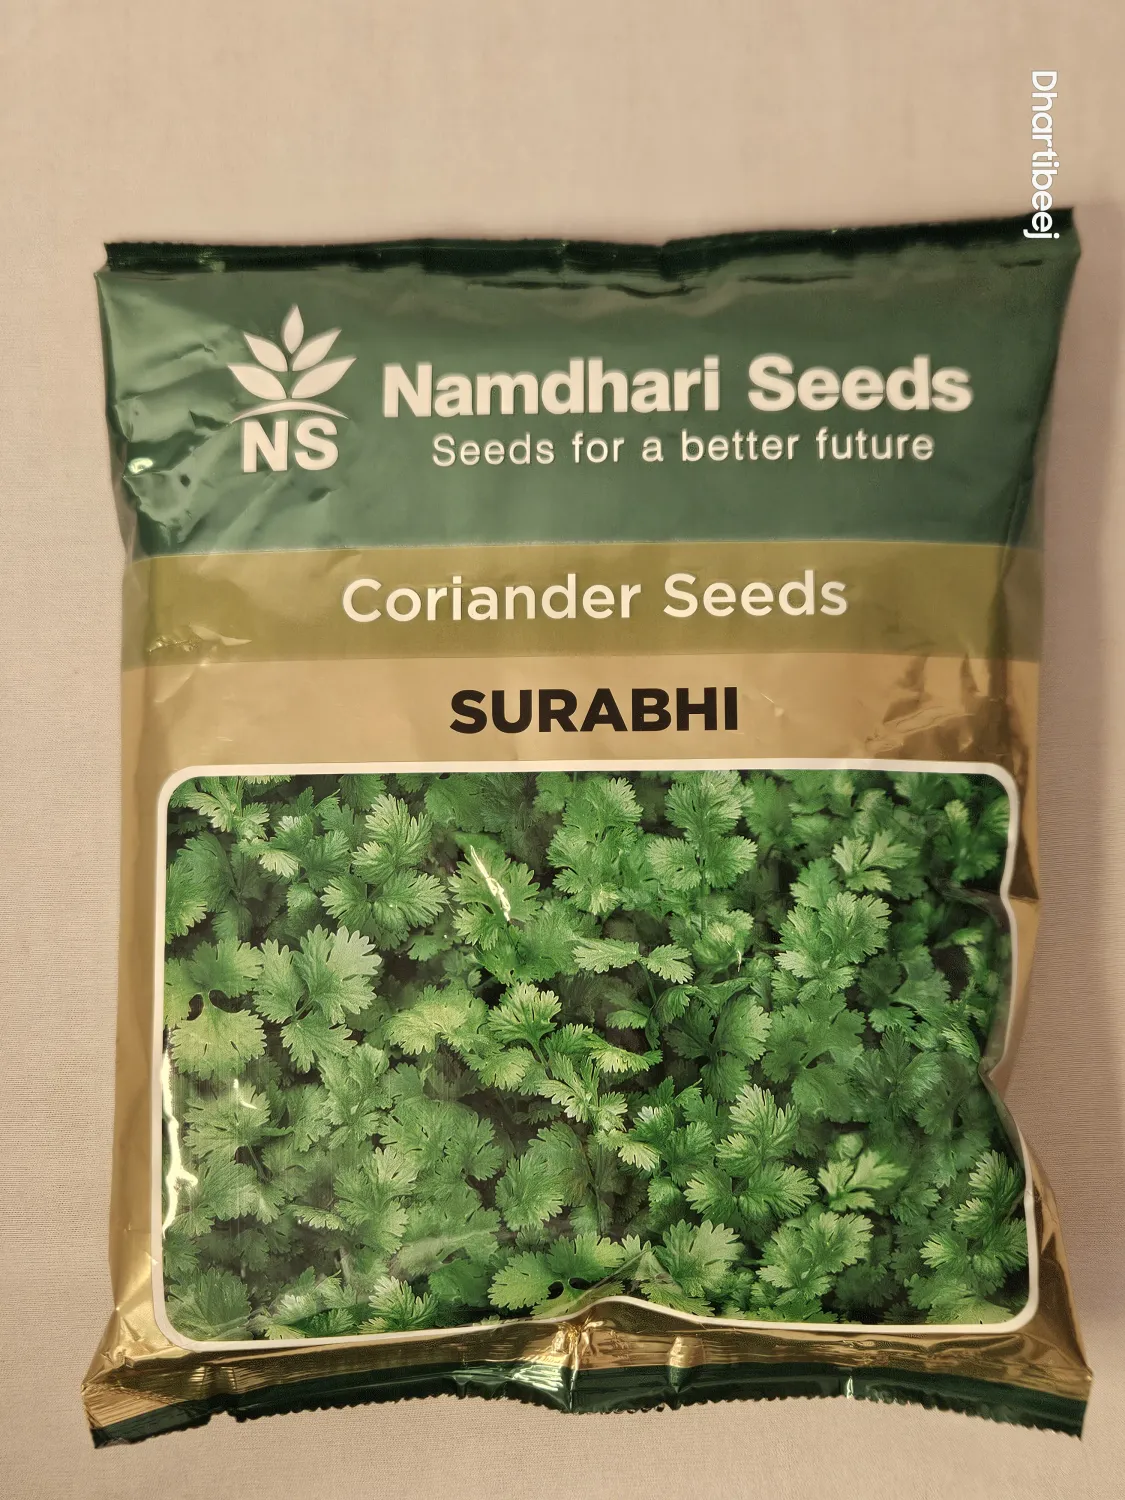 Dhartibeej
NS
Namdhari Seeds
Seeds for a better future
Coriander Seeds
SURABHI